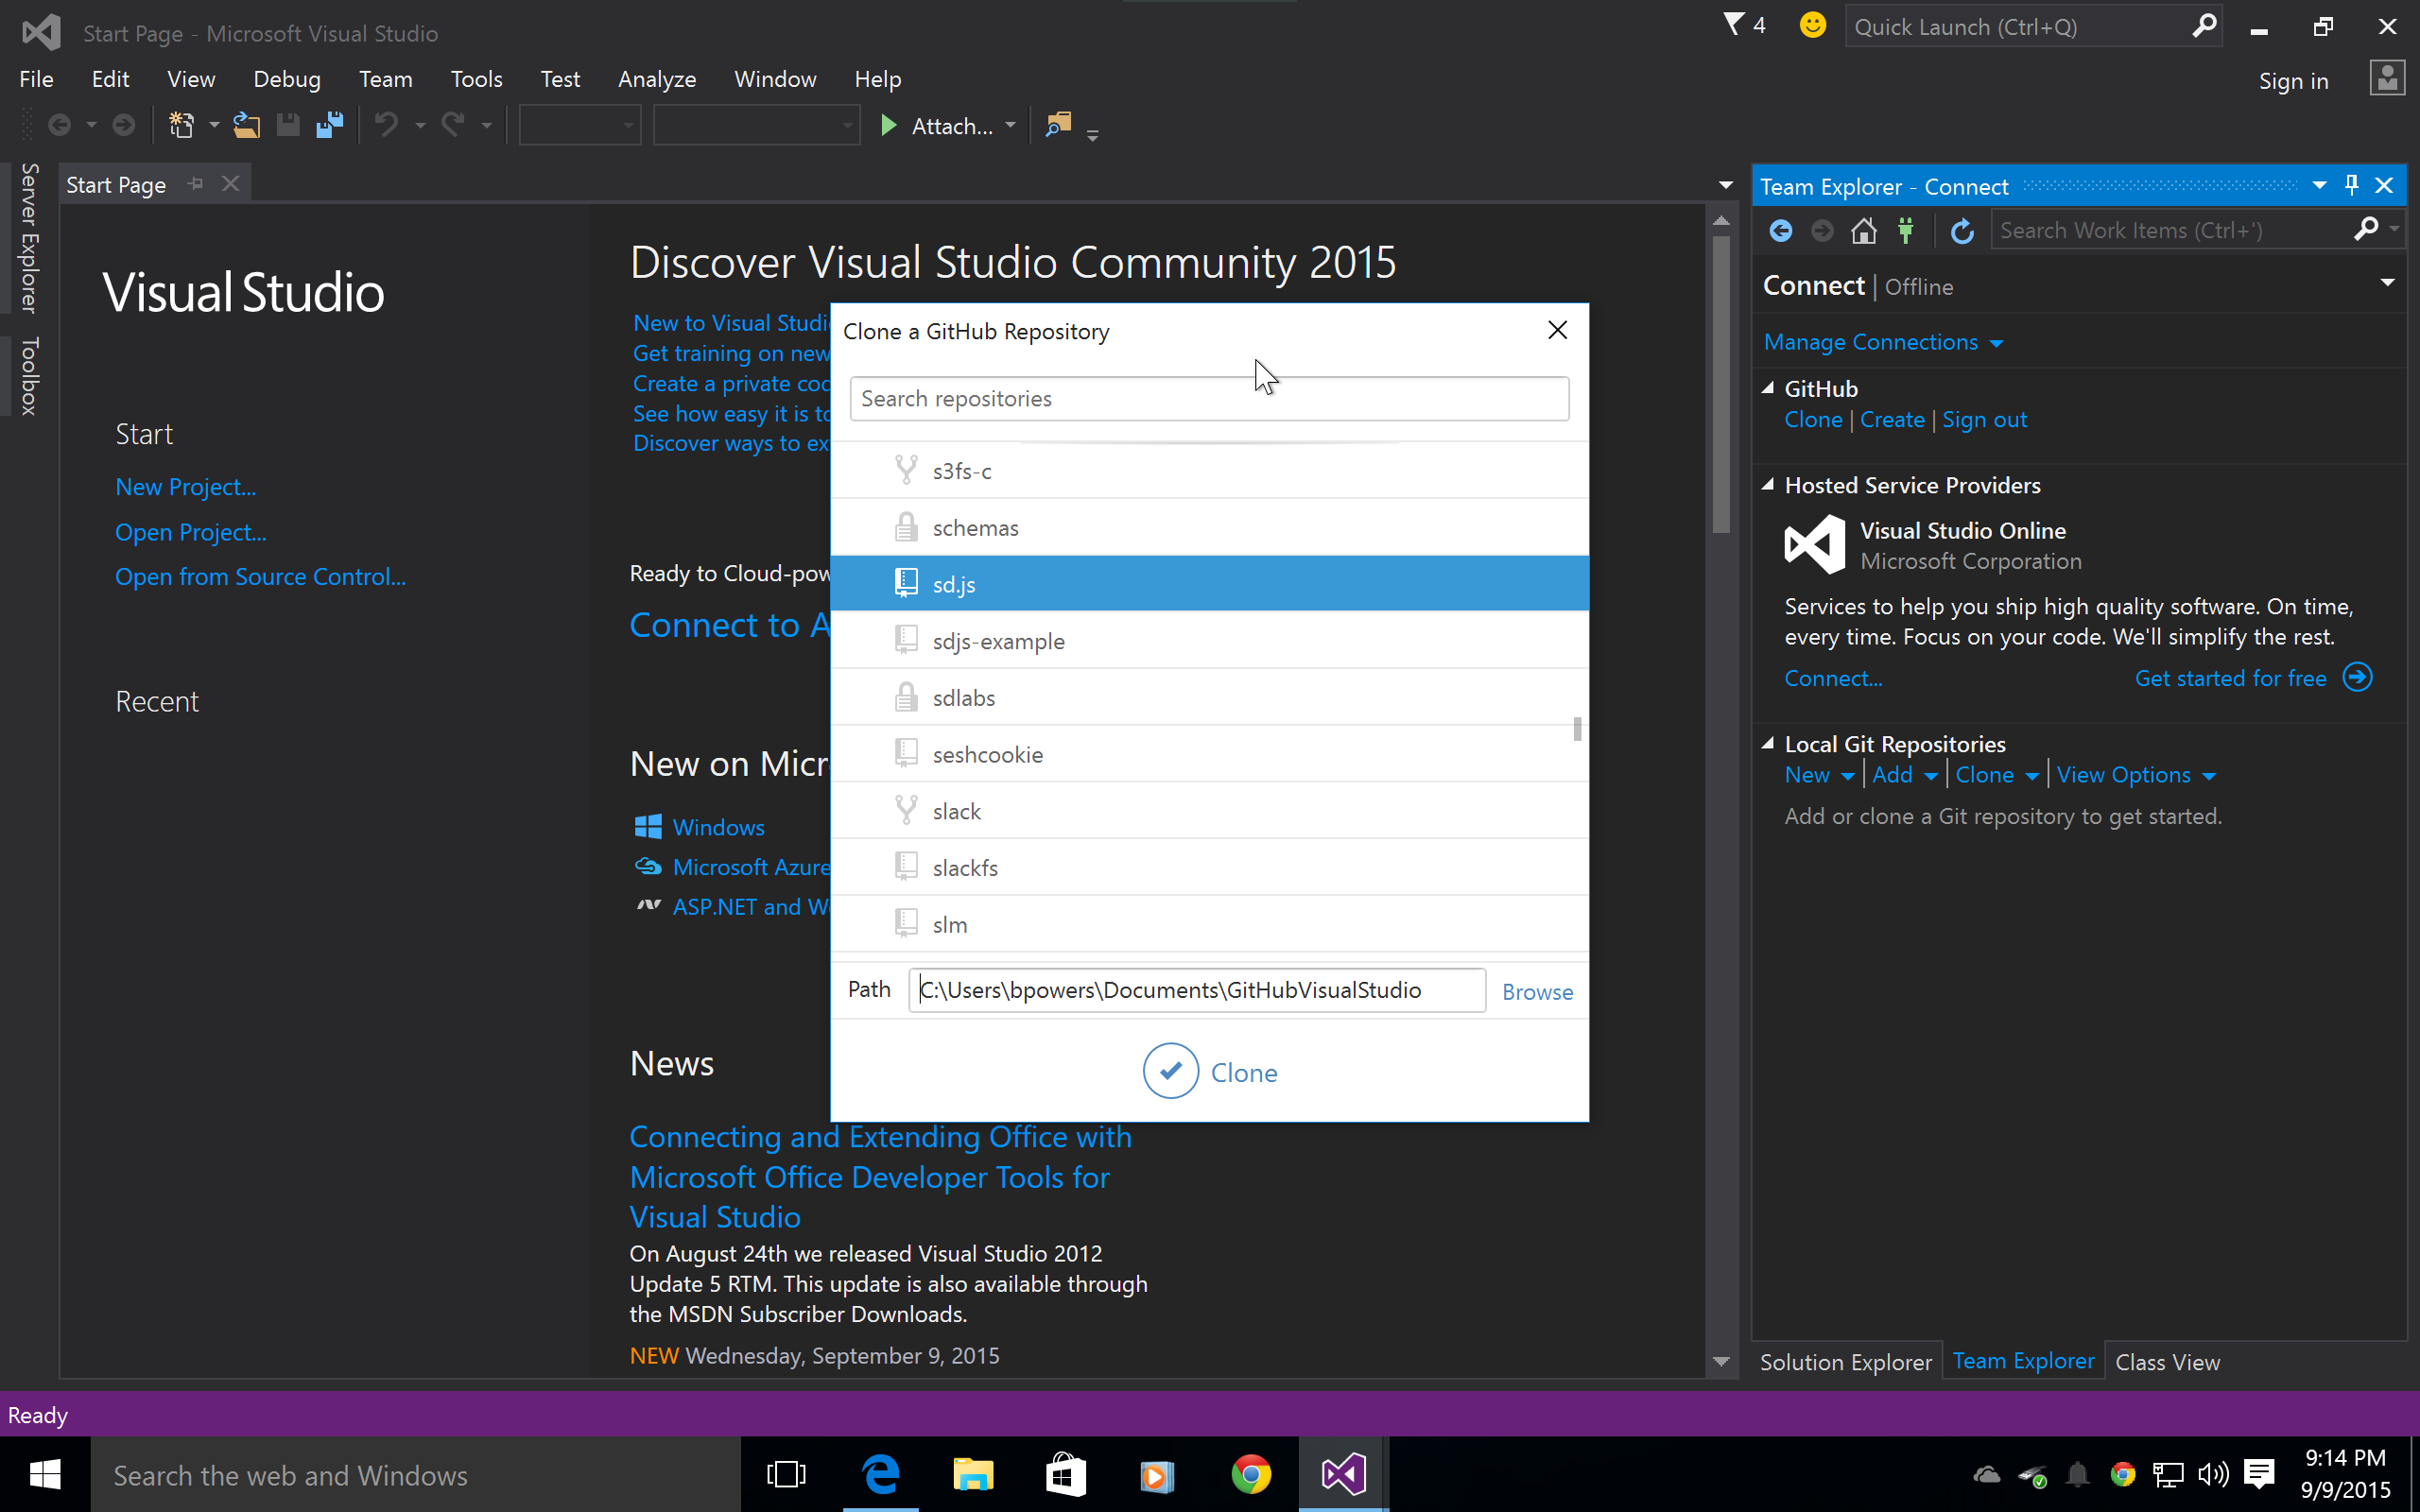 Start Page - Microsoft Visual Studio
4
Quick Launch (Ctrl+Q)
File Edit View Debug Team Tools Test Analyze Window Help
Sign in
Attach...
Server Explorer
Toolbox
Start Page
Visual Studio
Start
New Project...
Open Project...
Open from Source Control...
Recent
Discover Visual Studio Community 2015
New to Visual Studi
Get training on new
Create a private coc
See how easy it is to
Discover ways to ex
Ready to Cloud-pow
Connect to A
New on Micr
Windows
Microsoft Azure
ASP.NET and W
News
Connecting and Extending Office with
Microsoft Office Developer Tools for
Visual Studio
On August 24th we released Visual Studio 2012
Update 5 RTM. This update is also available through
the MSDN Subscriber Downloads.
NEW Wednesday, September 9, 2015
Clone a GitHub Repository
Search repositories
s3fs-c
schemas
sd.js
sdjs-example
sdlabs
seshcookie
slack
slackfs
slm
Path C:\Users\bpowers\Documents\GitHubVisualStudio Browse
Clone
Team Explorer - Connect
Search Work Items (Ctrl+')
Connect | Offline
Manage Connections
GitHub
Clone | Create | Sign out
Hosted Service Providers
Visual Studio Online
Microsoft Corporation
Services to help you ship high quality software. On time,
every time. Focus on your code. We'll simplify the rest.
Connect... Get started for free
Local Git Repositories
New | Add | Clone | View Options
Add or clone a Git repository to get started.
Solution Explorer Team Explorer Class View
Ready
Search the web and Windows
9:14 PM
9/9/2015